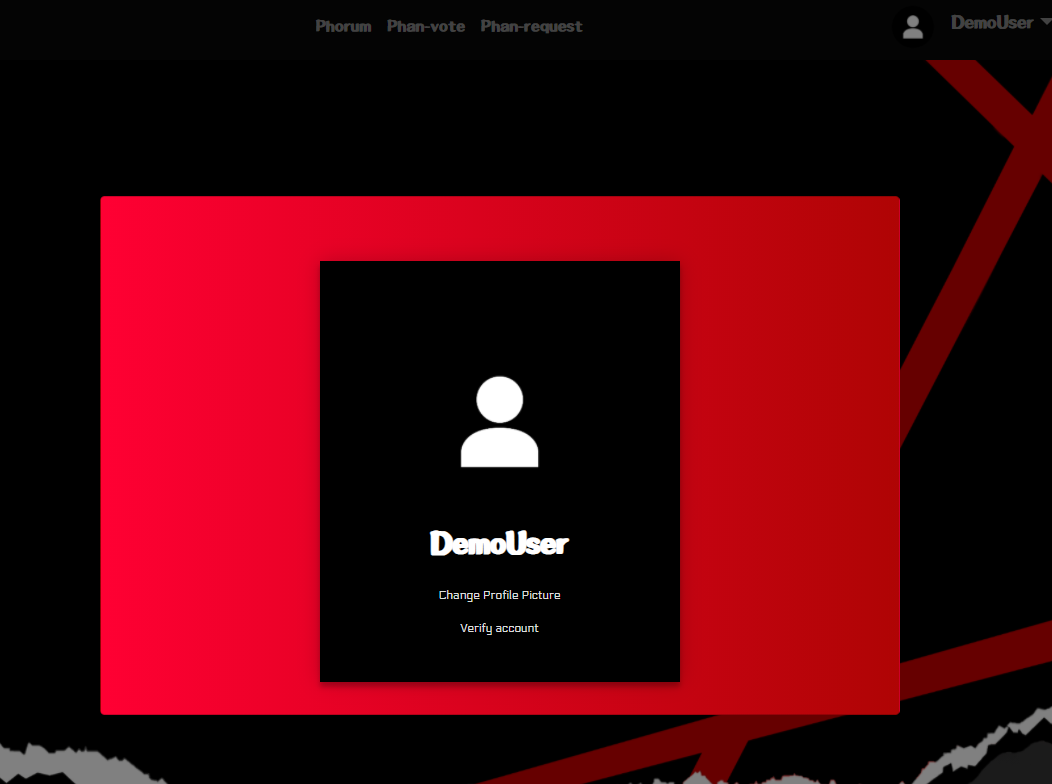 Phorum Phan-vote Phan-request DemoUser
DemoUser
Change Profile Picture
Verify account